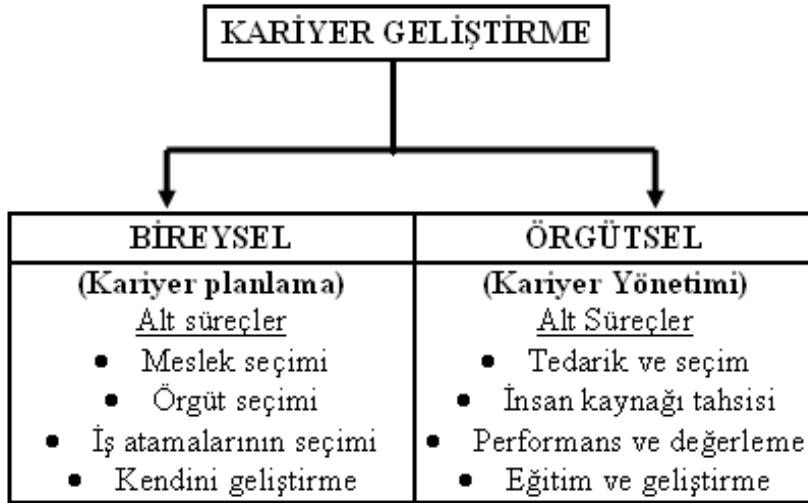 KARİYER GELİŞTİRME
BİREYSEL
(Kariyer planlama)
Alt süreçler
• Meslek seçimi
• Örgüt seçimi
• İş atamalarının seçimi
• Kendini geliştirme
ÖRGÜTSEL
(Kariyer Yönetimi)
Alt Süreçler
• Tedarik ve seçim
• İnsan kaynağı tahsisi
• Performans ve değerleme
• Eğitim ve geliştirme